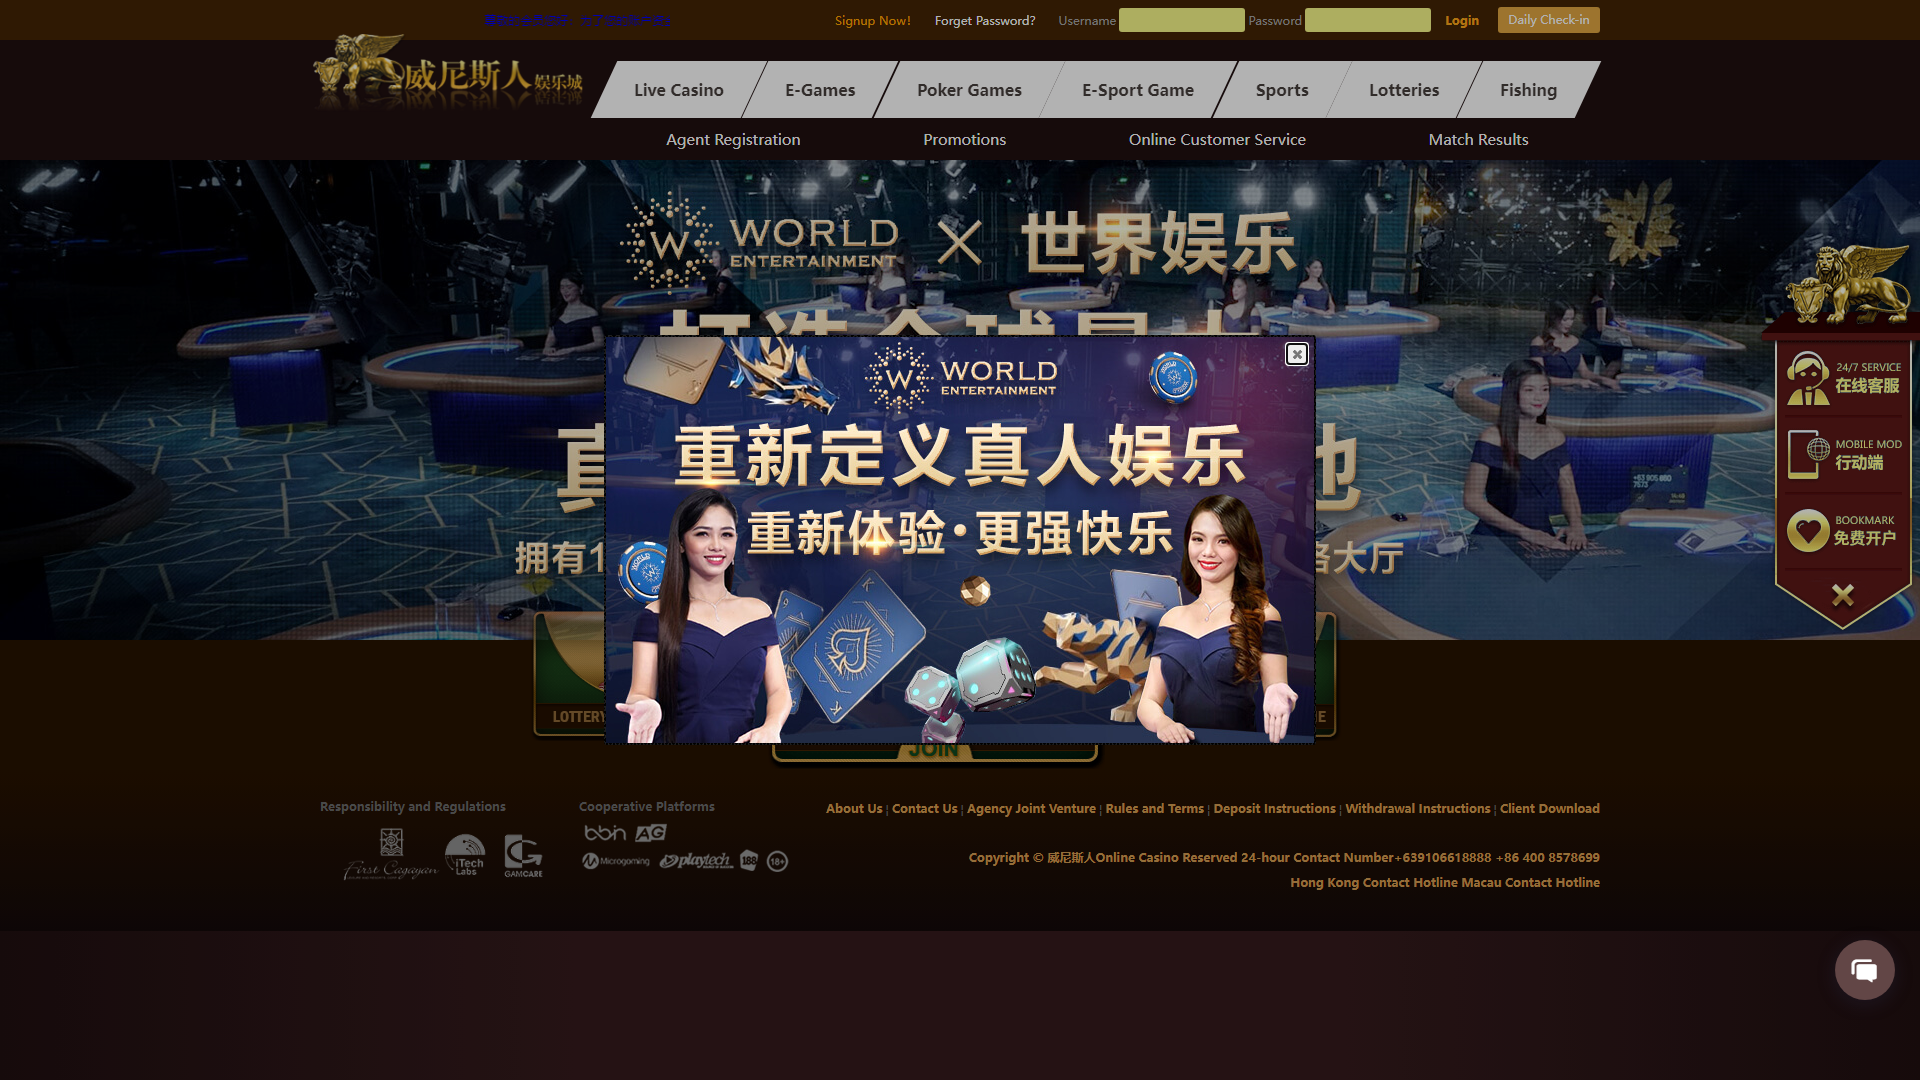 Signup Now!
Forget Password?
Username
Password
Login
Daily Check-in
威尼斯人娱乐城
Live Casino
E-Games
Poker Games
E-Sport Game
Sports
Lotteries
Fishing
Agent Registration
Promotions
Online Customer Service
Match Results
WORLD
ENTERTAINMENT
世界娱乐
WORLD
ENTERTAINMENT
重新定义真人娱乐
重新体验·更强快乐
拥有1
各大厅
24/7 SERVICE
在线客服
MOBILE MOD
行动端
BOOKMARK
免费开户
LOTTERY
JOIN
Responsibility and Regulations
Cooperative Platforms
First Cagayan
iTech
Labs
GAMCARE
bbin
AG
Microgaming
playtech
188
18+
About Us | Contact Us | Agency Joint Venture | Rules and Terms | Deposit Instructions | Withdrawal Instructions | Client Download
Copyright © 威尼斯人Online Casino Reserved 24-hour Contact Number+639106618888 +86 400 8578699
Hong Kong Contact Hotline Macau Contact Hotline